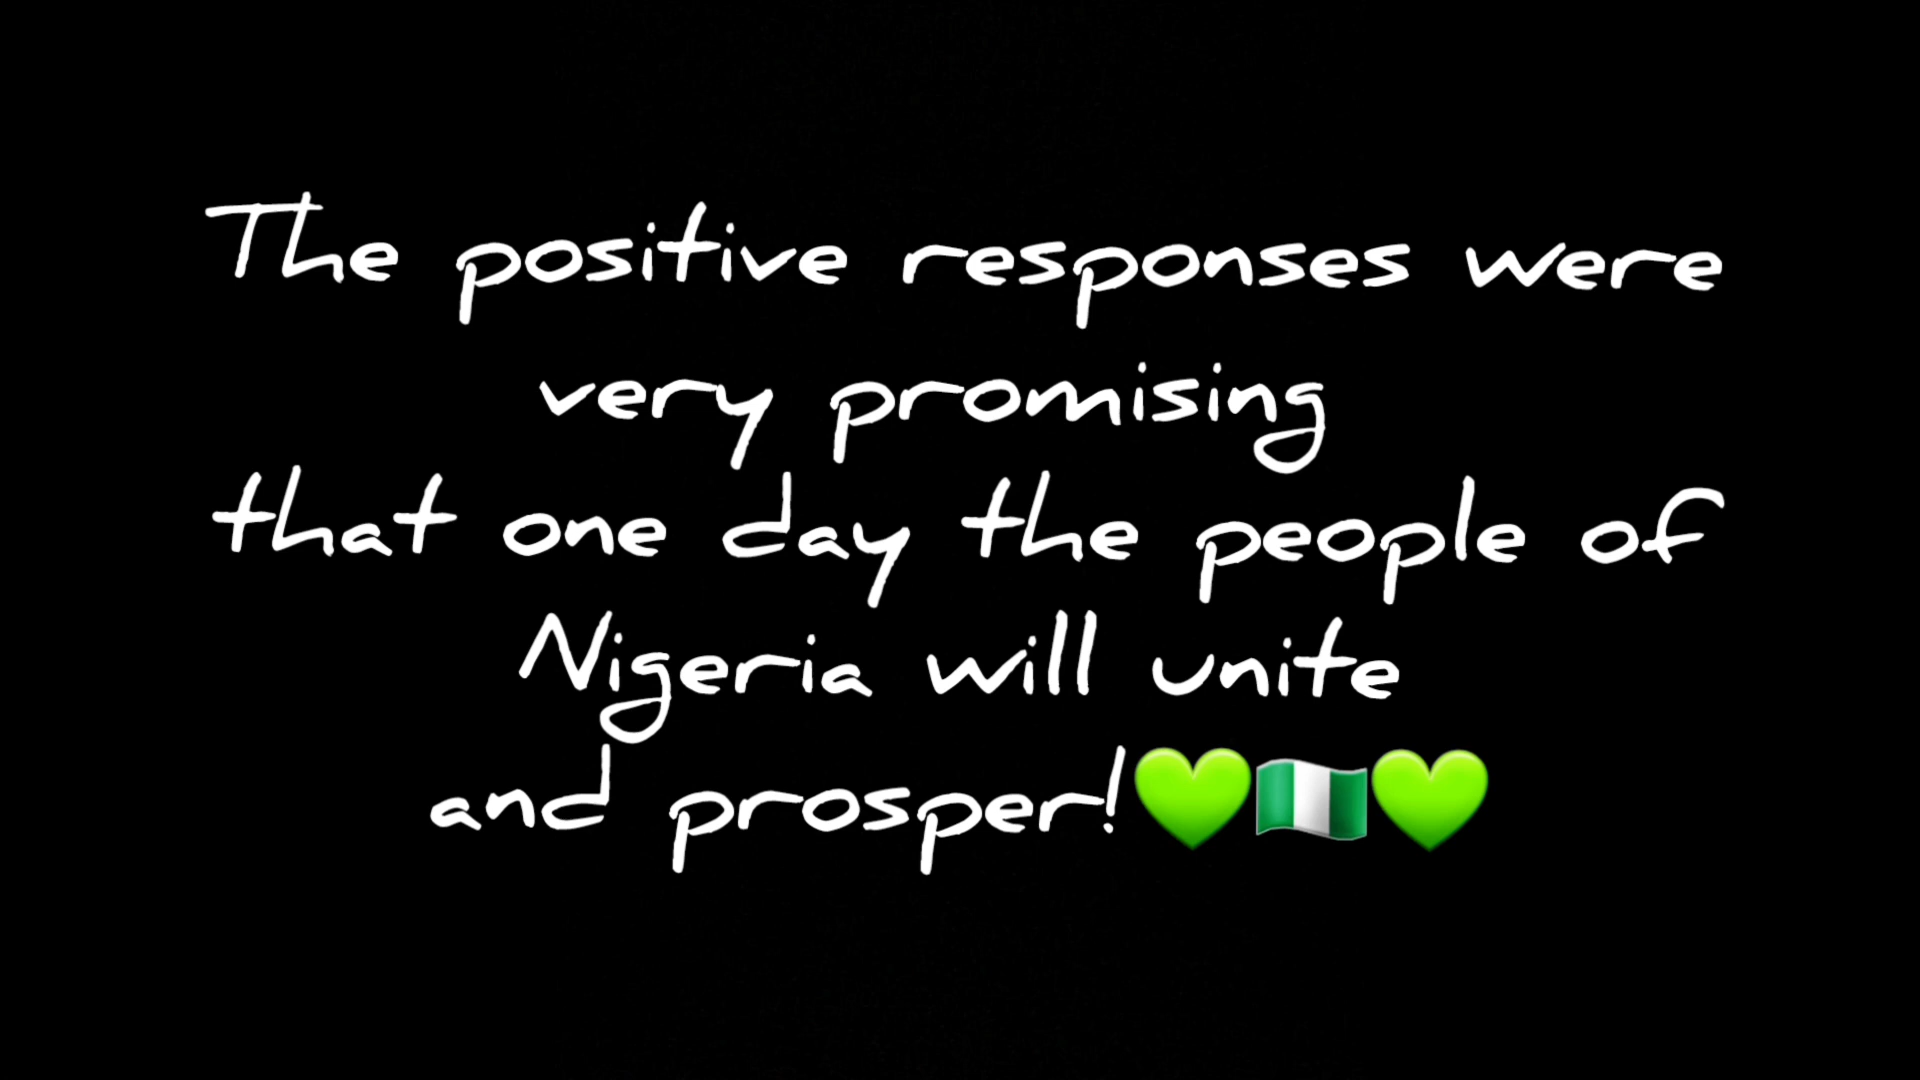 The positive responses were
very promising
that one day the people of
Nigeria will unite
and prosper!💚🇳🇬💚